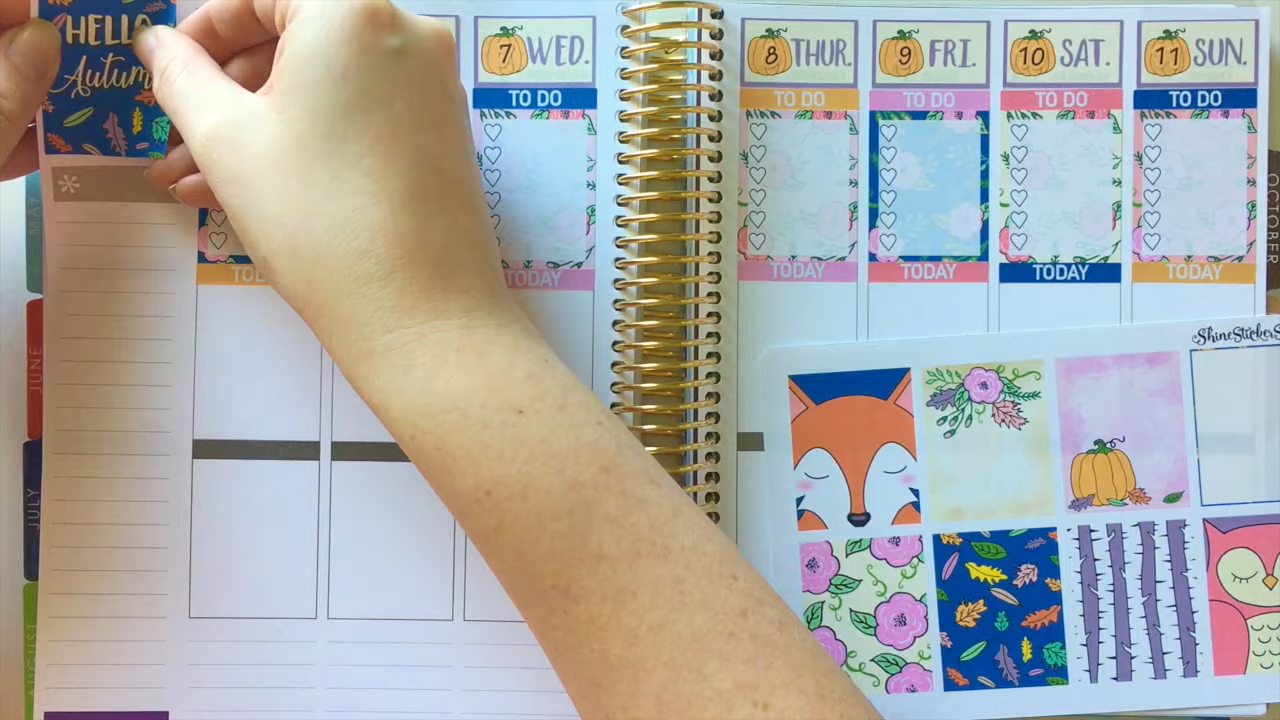 HELLO
Autumn
7 WED.
TO DO
TODAY
8 THUR.
TO DO
TODAY
9 FRI.
TO DO
TODAY
10 SAT.
TO DO
TODAY
11 SUN.
TO DO
TODAY
JUNE
JULY
AUGUST
OCTOBER